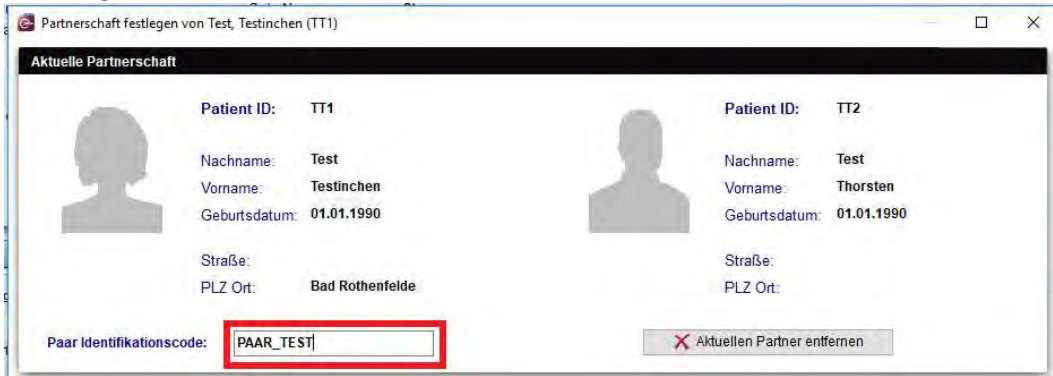 Partnerschaft festlegen von Test, Testinchen (TT1)
Aktuelle Partnerschaft
Patient ID: TT1
Nachname: Test
Vorname: Testinchen
Geburtsdatum: 01.01.1990
Straße:
PLZ Ort: Bad Rothenfelde
Patient ID: TT2
Nachname: Test
Vorname: Thorsten
Geburtsdatum: 01.01.1990
Straße:
PLZ Ort:
Paar Identifikationscode: PAAR_TEST
Aktuellen Partner entfernen